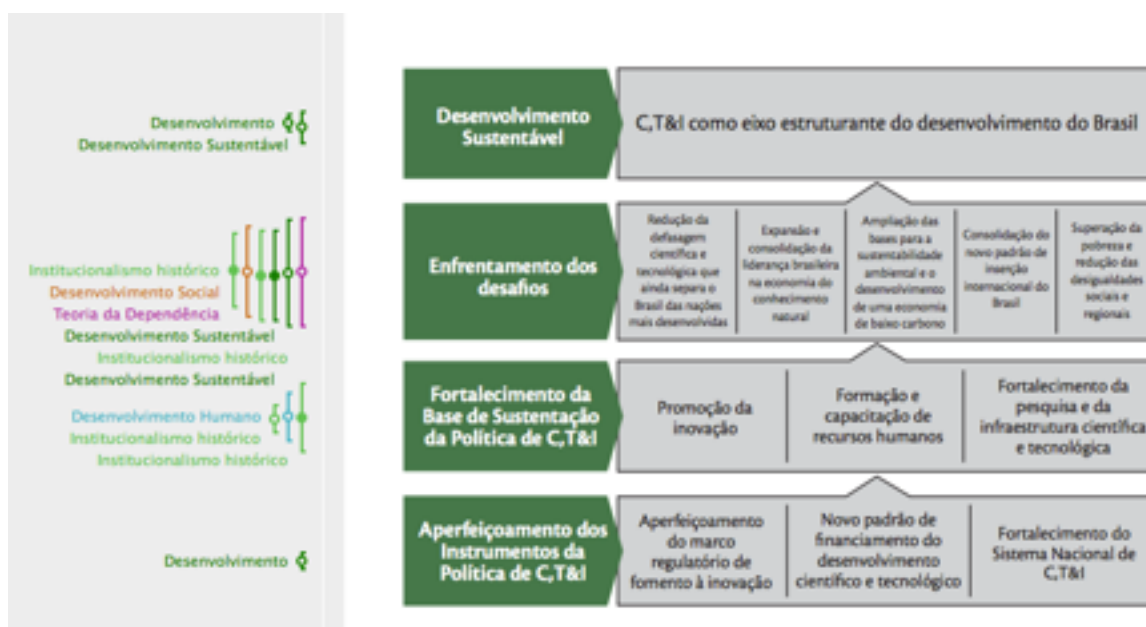 Desenvolvimento
Desenvolvimento Sustentável
Institucionalismo histórico
Desenvolvimento Social
Teoria da Dependência
Desenvolvimento Sustentável
Institucionalismo histórico
Desenvolvimento Sustentável
Desenvolvimento Humano
Institucionalismo histórico
Institucionalismo histórico
Desenvolvimento
Desenvolvimento
Sustentável
C,T&I como eixo estruturante do desenvolvimento do Brasil
Enfrentamento dos
desafios
Redução da
defasagem
científica e
tecnológica que
ainda separa o
Brasil das nações
mais desenvolvidas
Expansão e
consolidação da
liderança brasileira
na economia do
conhecimento
natural
Ampliação das
bases para a
sustentabilidade
ambiental e o
desenvolvimento
de uma economia
de baixo carbono
Consolidação do
novo padrão de
inserção
internacional do
Brasil
Superação da
pobreza e
redução das
desigualdades
sociais e
regionais
Fortalecimento da
Base de Sustentação
da Política de C,T&I
Promoção da
inovação
Formação e
capacitação de
recursos humanos
Fortalecimento da
pesquisa e da
infraestrutura científica
e tecnológica
Aperfeiçoamento dos
Instrumentos da
Política de C,T&I
Aperfeiçoamento
do marco
regulatório de
fomento à inovação
Novo padrão de
financiamento do
desenvolvimento
científico e tecnológico
Fortalecimento do
Sistema Nacional de
C,T&I